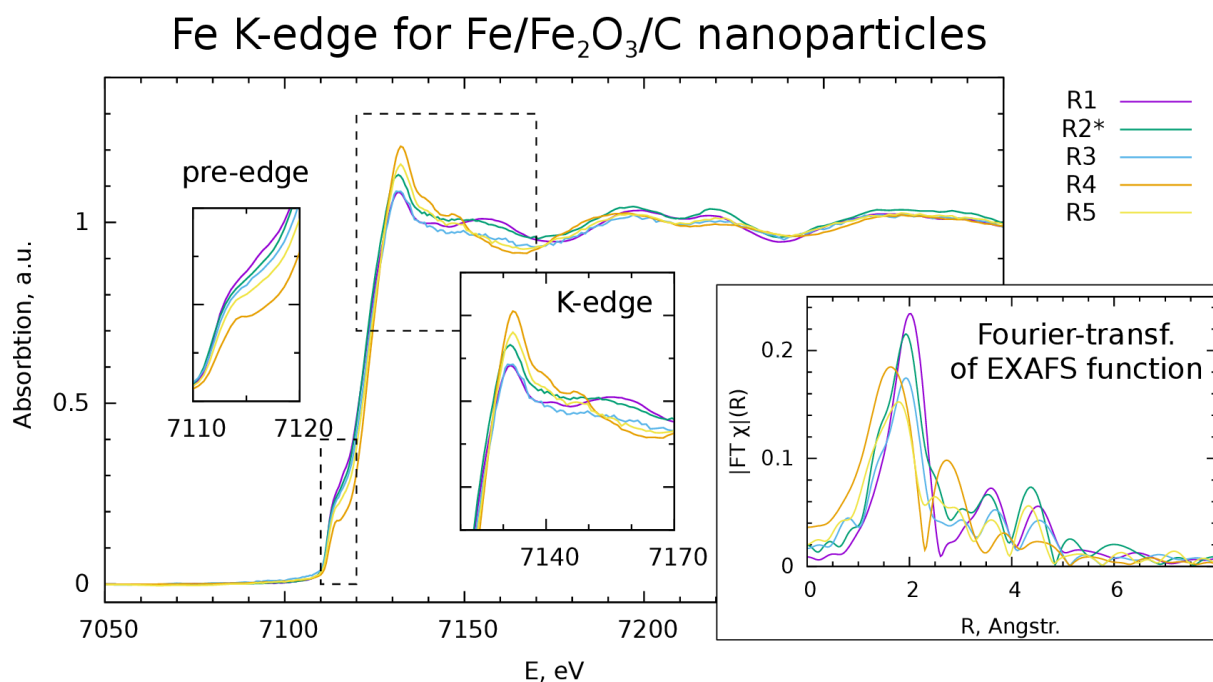 Fe K-edge for Fe/Fe₂O₃/C nanoparticles
R1
R2*
R3
R4
R5
Absorbtion, a.u.
1
0.5
0
pre-edge
7110
7120
K-edge
7140
7170
Fourier-transf.
of EXAFS function
|FT χ|(R)
0.2
0.1
0
0
2
4
6
R, Angstr.
7050
7100
7150
7200
E, eV